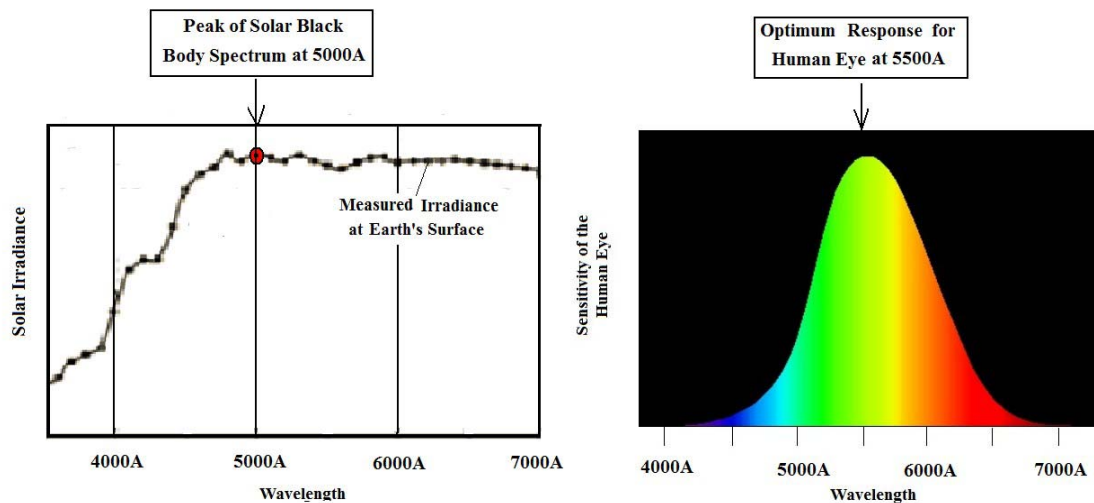 Peak of Solar Black
Body Spectrum at 5000A
Solar Irradiance
Measured Irradiance
at Earth's Surface
4000A
5000A
6000A
7000A
Wavelength
Optimum Response for
Human Eye at 5500A
Sensitivity of the
Human Eye
4000A
5000A
6000A
7000A
Wavelength